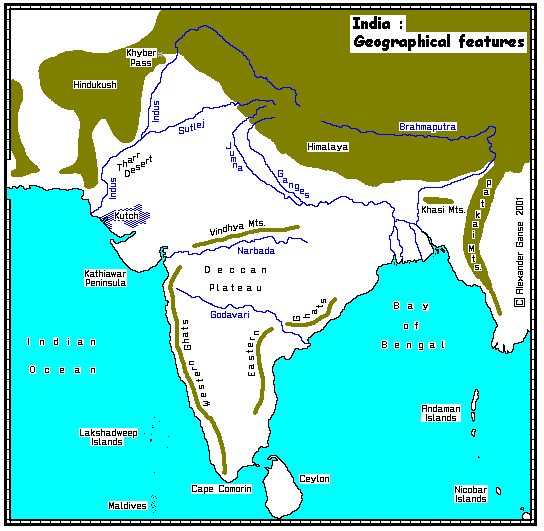 India :
Geographical features
Khyber
Pass
Hindukush
Indus
Sutlej
Brahmaputra
Himalaya
Jumna
Ganges
Tharr
Desert
Indus
Patkai Mts.
Khasi Mts.
© Alexander Ganse 2001
Kutch
Vindhya Mts.
Narbada
Kathiawar
Peninsula
Deccan
Plateau
Godavari
Ghats
Eastern
Western
Ghats
Bay
of
Bengal
Indian
Ocean
Andaman
Islands
Lakshadweep
Islands
Ceylon
Cape Comorin
Nicobar
Islands
Maldives